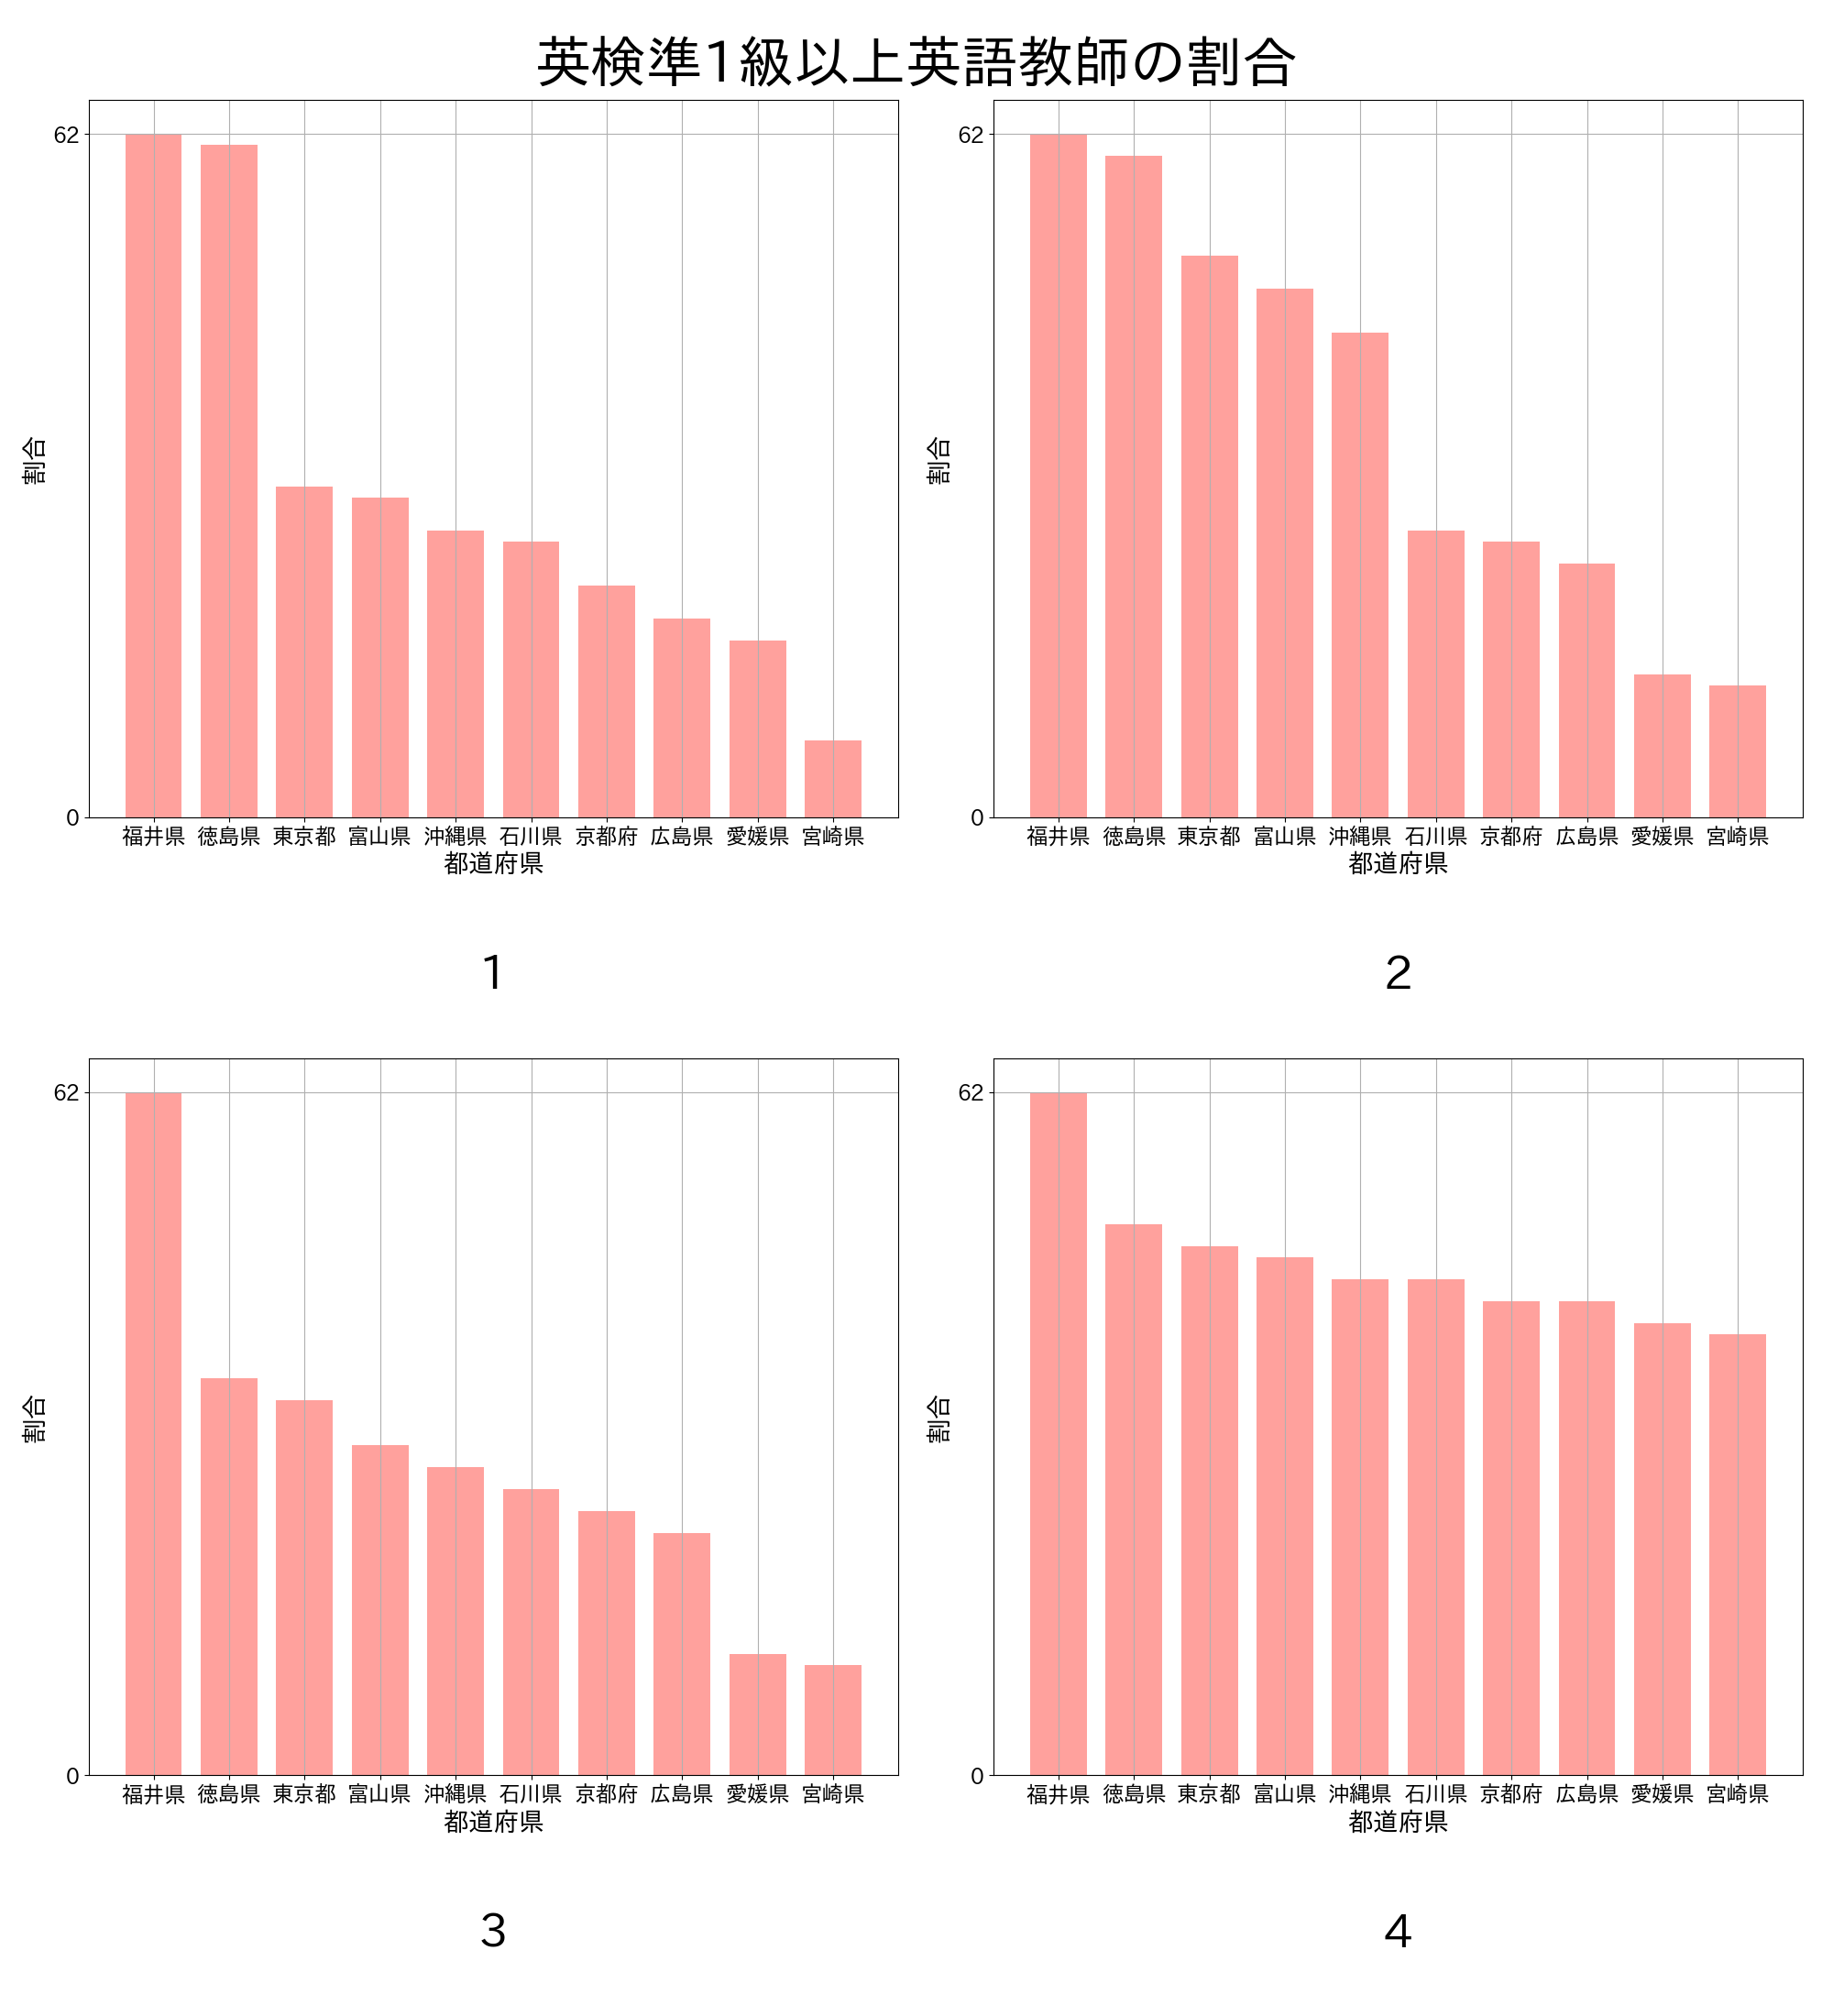 英検準1級以上英語教師の割合
62
0
割合
福井県 徳島県 東京都 富山県 沖縄県 石川県 京都府 広島県 愛媛県 宮崎県
都道府県
1
62
0
割合
福井県 徳島県 東京都 富山県 沖縄県 石川県 京都府 広島県 愛媛県 宮崎県
都道府県
2
62
0
割合
福井県 徳島県 東京都 富山県 沖縄県 石川県 京都府 広島県 愛媛県 宮崎県
都道府県
3
62
0
割合
福井県 徳島県 東京都 富山県 沖縄県 石川県 京都府 広島県 愛媛県 宮崎県
都道府県
4